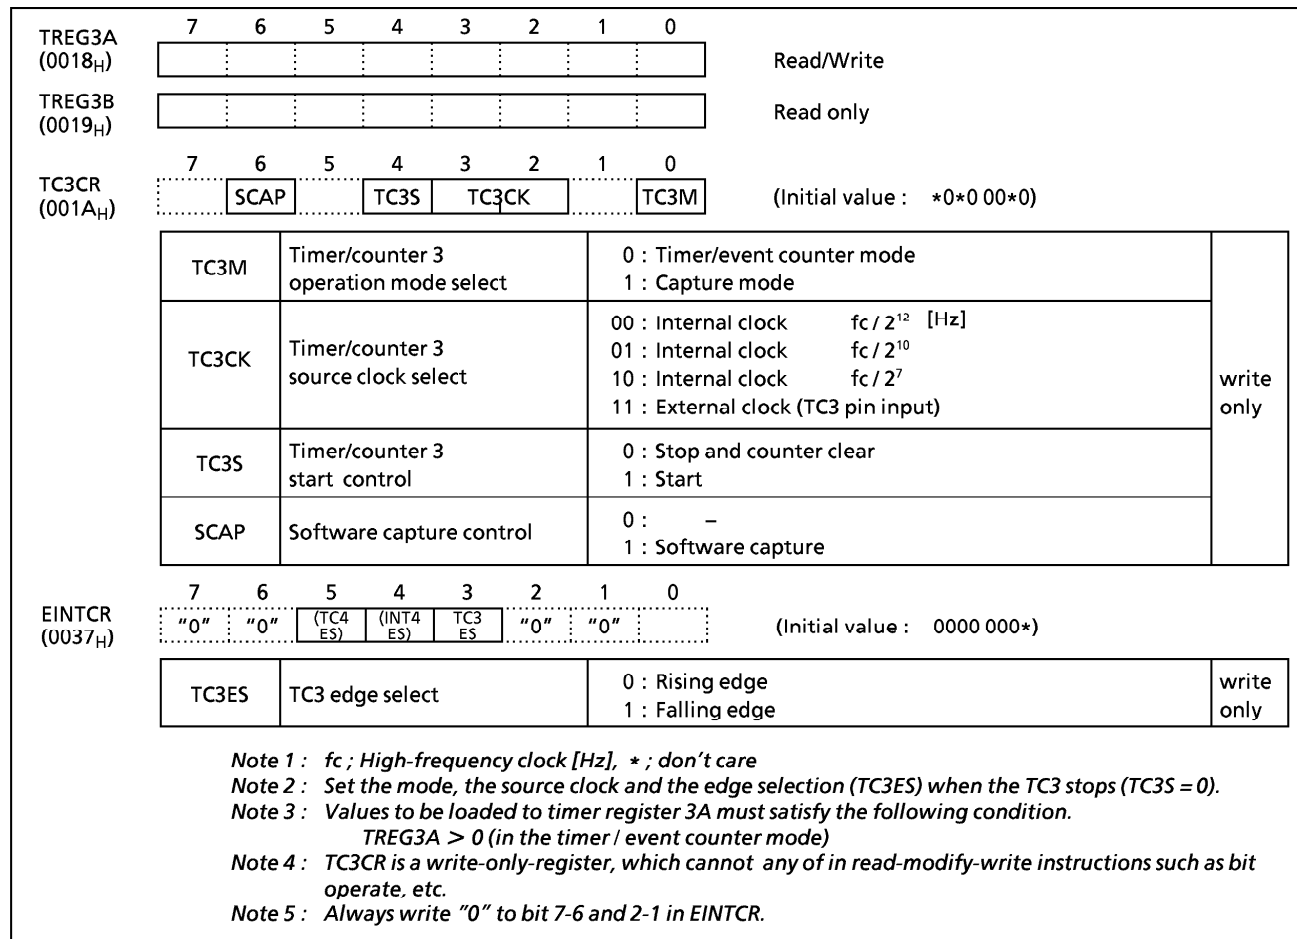 7 6 5 4 3 2 1 0
TREG3A
(0018H) Read/Write
TREG3B
(0019H) Read only
7 6 5 4 3 2 1 0
TC3CR
(001AH) SCAP TC3S TC3CK TC3M (Initial value : *0*0 00*0)
TC3M Timer/counter 3
operation mode select
0 : Timer/event counter mode
1 : Capture mode
TC3CK Timer/counter 3
source clock select
00 : Internal clock fc / 2¹² [Hz]
01 : Internal clock fc / 2¹⁰
10 : Internal clock fc / 2⁷
11 : External clock (TC3 pin input)
TC3S Timer/counter 3
start control
0 : Stop and counter clear
1 : Start
SCAP Software capture control
0 : –
1 : Software capture
write
only
7 6 5 4 3 2 1 0
EINTCR
(0037H) "0" "0" (TC4 ES) (INT4 ES) TC3 ES "0" "0" (Initial value : 0000 000*)
TC3ES TC3 edge select
0 : Rising edge
1 : Falling edge
write
only
Note 1 : fc ; High-frequency clock [Hz], * ; don't care
Note 2 : Set the mode, the source clock and the edge selection (TC3ES) when the TC3 stops (TC3S = 0).
Note 3 : Values to be loaded to timer register 3A must satisfy the following condition.
TREG3A > 0 (in the timer / event counter mode)
Note 4 : TC3CR is a write-only-register, which cannot any of in read-modify-write instructions such as bit
operate, etc.
Note 5 : Always write "0" to bit 7-6 and 2-1 in EINTCR.